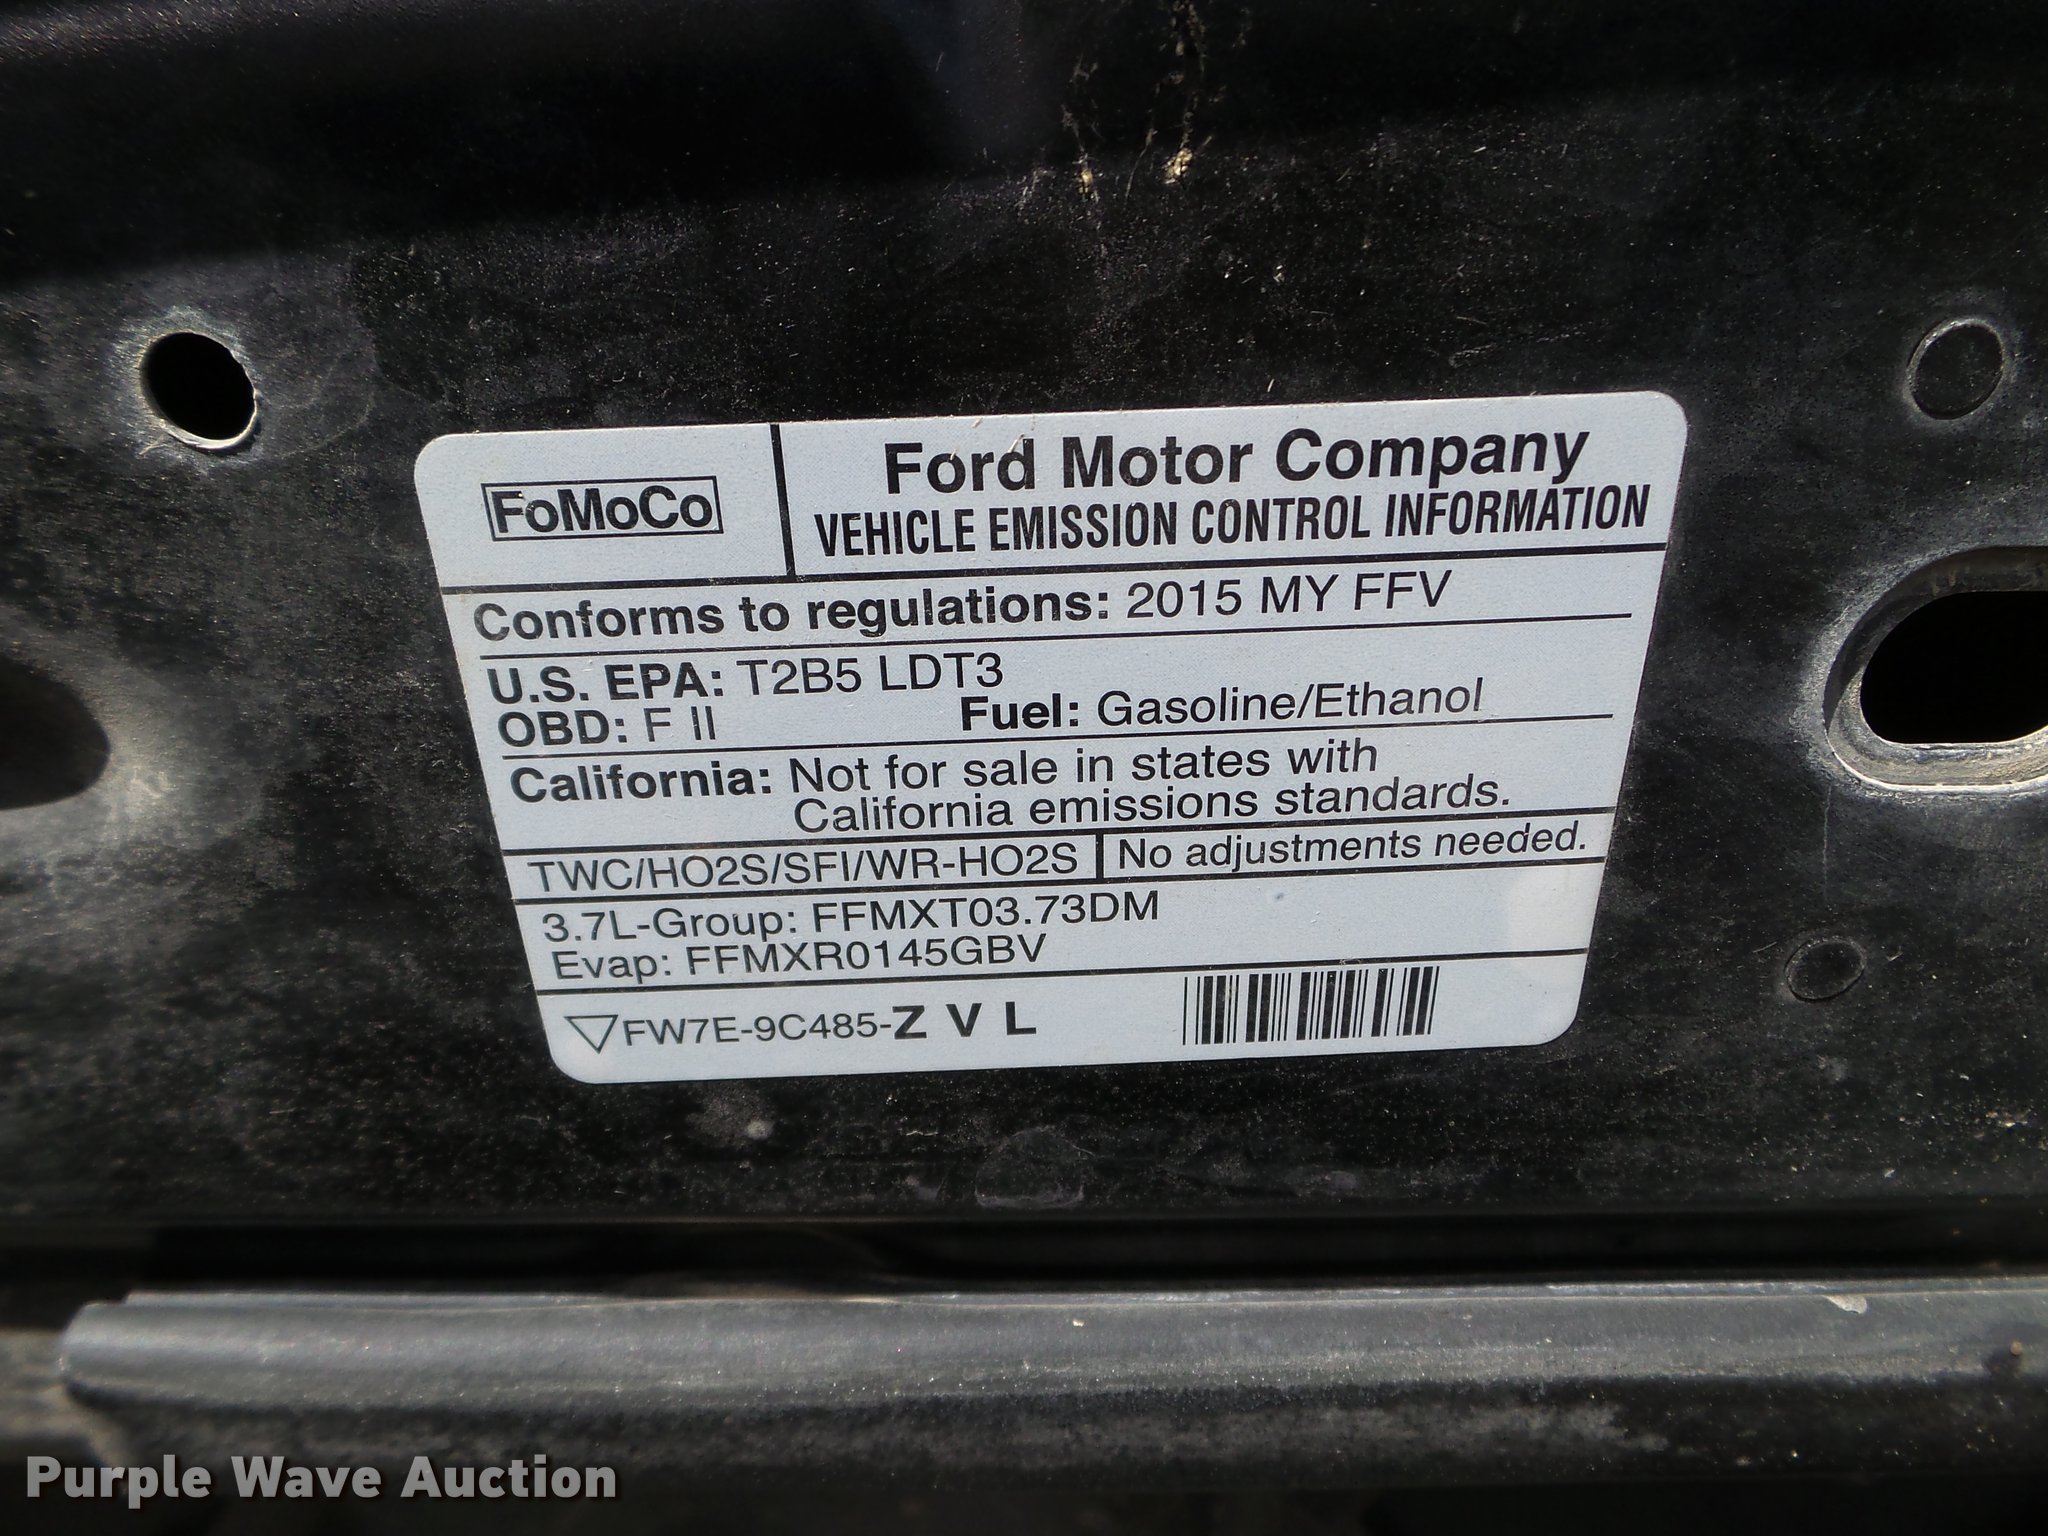 FoMoCo
Ford Motor Company
VEHICLE EMISSION CONTROL INFORMATION
Conforms to regulations: 2015 MY FFV
U.S. EPA: T2B5 LDT3
OBD: F II Fuel: Gasoline/Ethanol
California: Not for sale in states with
California emissions standards.
TWC/HO2S/SFI/WR-HO2S No adjustments needed.
3.7L-Group: FFMXT03.73DM
Evap: FFMXR0145GBV
▽FW7E-9C485-Z V L
Purple Wave Auction